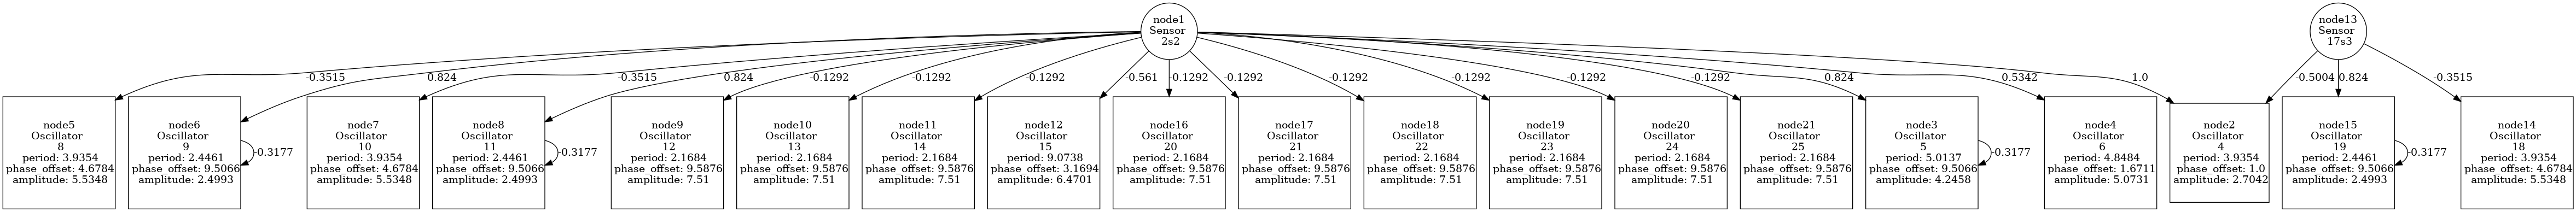 node1
Sensor
2s2
node13
Sensor
17s3
-0.3515
0.824
-0.3515
0.824
-0.1292
-0.1292
-0.1292
-0.561
-0.1292
-0.1292
-0.1292
-0.1292
-0.1292
-0.1292
0.824
0.5342
1.0
-0.5004
0.824
-0.3515
node5
Oscillator
8
period: 3.9354
phase_offset: 4.6784
amplitude: 5.5348
node6
Oscillator
9
period: 2.4461
phase_offset: 9.5066
amplitude: 2.4993
-0.3177
node7
Oscillator
10
period: 3.9354
phase_offset: 4.6784
amplitude: 5.5348
node8
Oscillator
11
period: 2.4461
phase_offset: 9.5066
amplitude: 2.4993
-0.3177
node9
Oscillator
12
period: 2.1684
phase_offset: 9.5876
amplitude: 7.51
node10
Oscillator
13
period: 2.1684
phase_offset: 9.5876
amplitude: 7.51
node11
Oscillator
14
period: 2.1684
phase_offset: 9.5876
amplitude: 7.51
node12
Oscillator
15
period: 9.0738
phase_offset: 3.1694
amplitude: 6.4701
node16
Oscillator
20
period: 2.1684
phase_offset: 9.5876
amplitude: 7.51
node17
Oscillator
21
period: 2.1684
phase_offset: 9.5876
amplitude: 7.51
node18
Oscillator
22
period: 2.1684
phase_offset: 9.5876
amplitude: 7.51
node19
Oscillator
23
period: 2.1684
phase_offset: 9.5876
amplitude: 7.51
node20
Oscillator
24
period: 2.1684
phase_offset: 9.5876
amplitude: 7.51
node21
Oscillator
25
period: 2.1684
phase_offset: 9.5876
amplitude: 7.51
node3
Oscillator
5
period: 5.0137
phase_offset: 9.5066
amplitude: 4.2458
-0.3177
node4
Oscillator
6
period: 4.8484
phase_offset: 1.6711
amplitude: 5.0731
node2
Oscillator
4
period: 3.9354
phase_offset: 1.0
amplitude: 2.7042
node15
Oscillator
19
period: 2.4461
phase_offset: 9.5066
amplitude: 2.4993
-0.3177
node14
Oscillator
18
period: 3.9354
phase_offset: 4.6784
amplitude: 5.5348